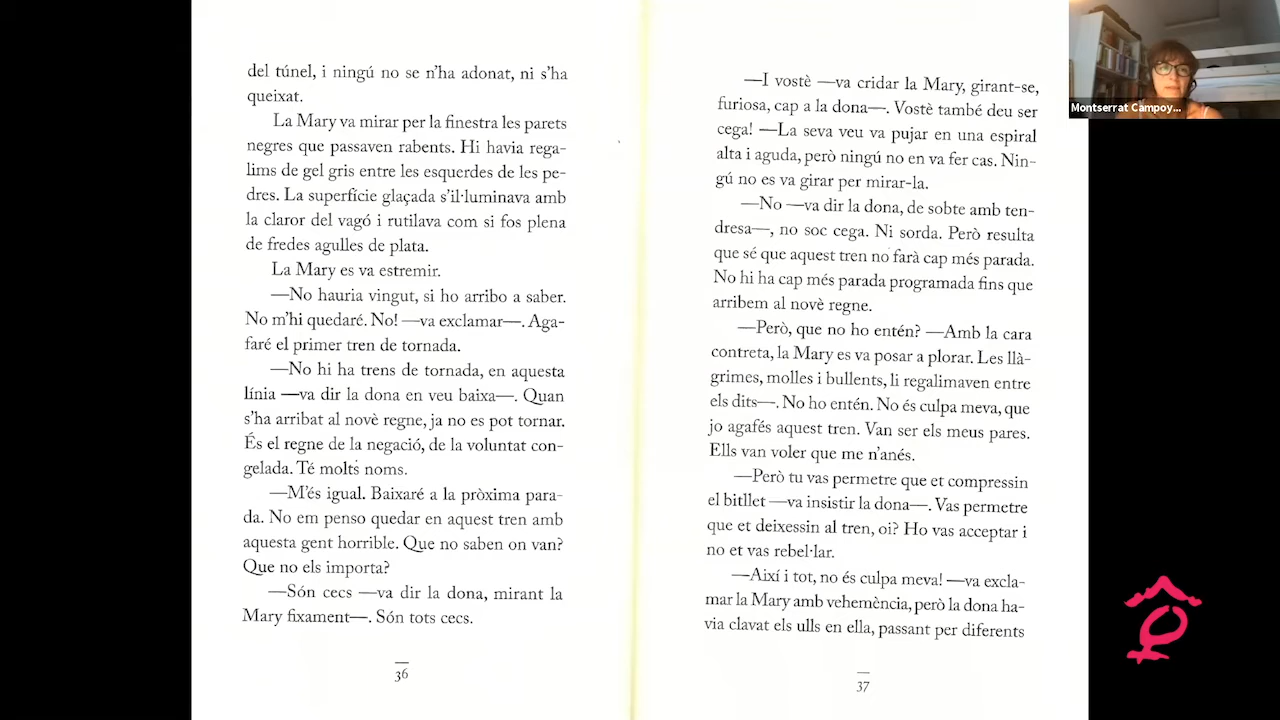 del túnel, i ningú no se n'ha adonat, ni s'ha
queixat.
La Mary va mirar per la finestra les parets
negres que passaven rabents. Hi havia rega-
lims de gel gris entre les esquerdes de les pe-
dres. La superfície glaçada s'il·luminava amb
la claror del vagó i rutilava com si fos plena
de fredes agulles de plata.
La Mary es va estremir.
—No hauria vingut, si ho arribo a saber.
No m'hi quedaré. No! —va exclamar—. Aga-
faré el primer tren de tornada.
—No hi ha trens de tornada, en aquesta
línia —va dir la dona en veu baixa—. Quan
s'ha arribat al novè regne, ja no es pot tornar.
És el regne de la negació, de la voluntat con-
gelada. Té molts noms.
—M'és igual. Baixaré a la pròxima para-
da. No em penso quedar en aquest tren amb
aquesta gent horrible. Que no saben on van?
Que no els importa?
—Són cecs —va dir la dona, mirant la
Mary fixament—. Són tots cecs.
36
—I vostè —va cridar la Mary, girant-se,
furiosa, cap a la dona—. Vostè també deu ser
cega! —La seva veu va pujar en una espiral
alta i aguda, però ningú no en va fer cas. Nin-
gú no es va girar per mirar-la.
—No —va dir la dona, de sobte amb ten-
dresa—, no soc cega. Ni sorda. Però resulta
que sé que aquest tren no farà cap més parada.
No hi ha cap més parada programada fins que
arribem al novè regne.
—Però, que no ho entén? —Amb la cara
contreta, la Mary es va posar a plorar. Les llà-
grimes, molles i bullents, li regalimaven entre
els dits—. No ho entén. No és culpa meva, que
jo agafés aquest tren. Van ser els meus pares.
Ells van voler que me n'anés.
—Però tu vas permetre que et compressin
el bitllet —va insistir la dona—. Vas permetre
que et deixessin al tren, oi? Ho vas acceptar i
no et vas rebel·lar.
—Així i tot, no és culpa meva! —va excla-
mar la Mary amb vehemència, però la dona ha-
via clavat els ulls en ella, passant per diferents
37
Montserrat Campoy...